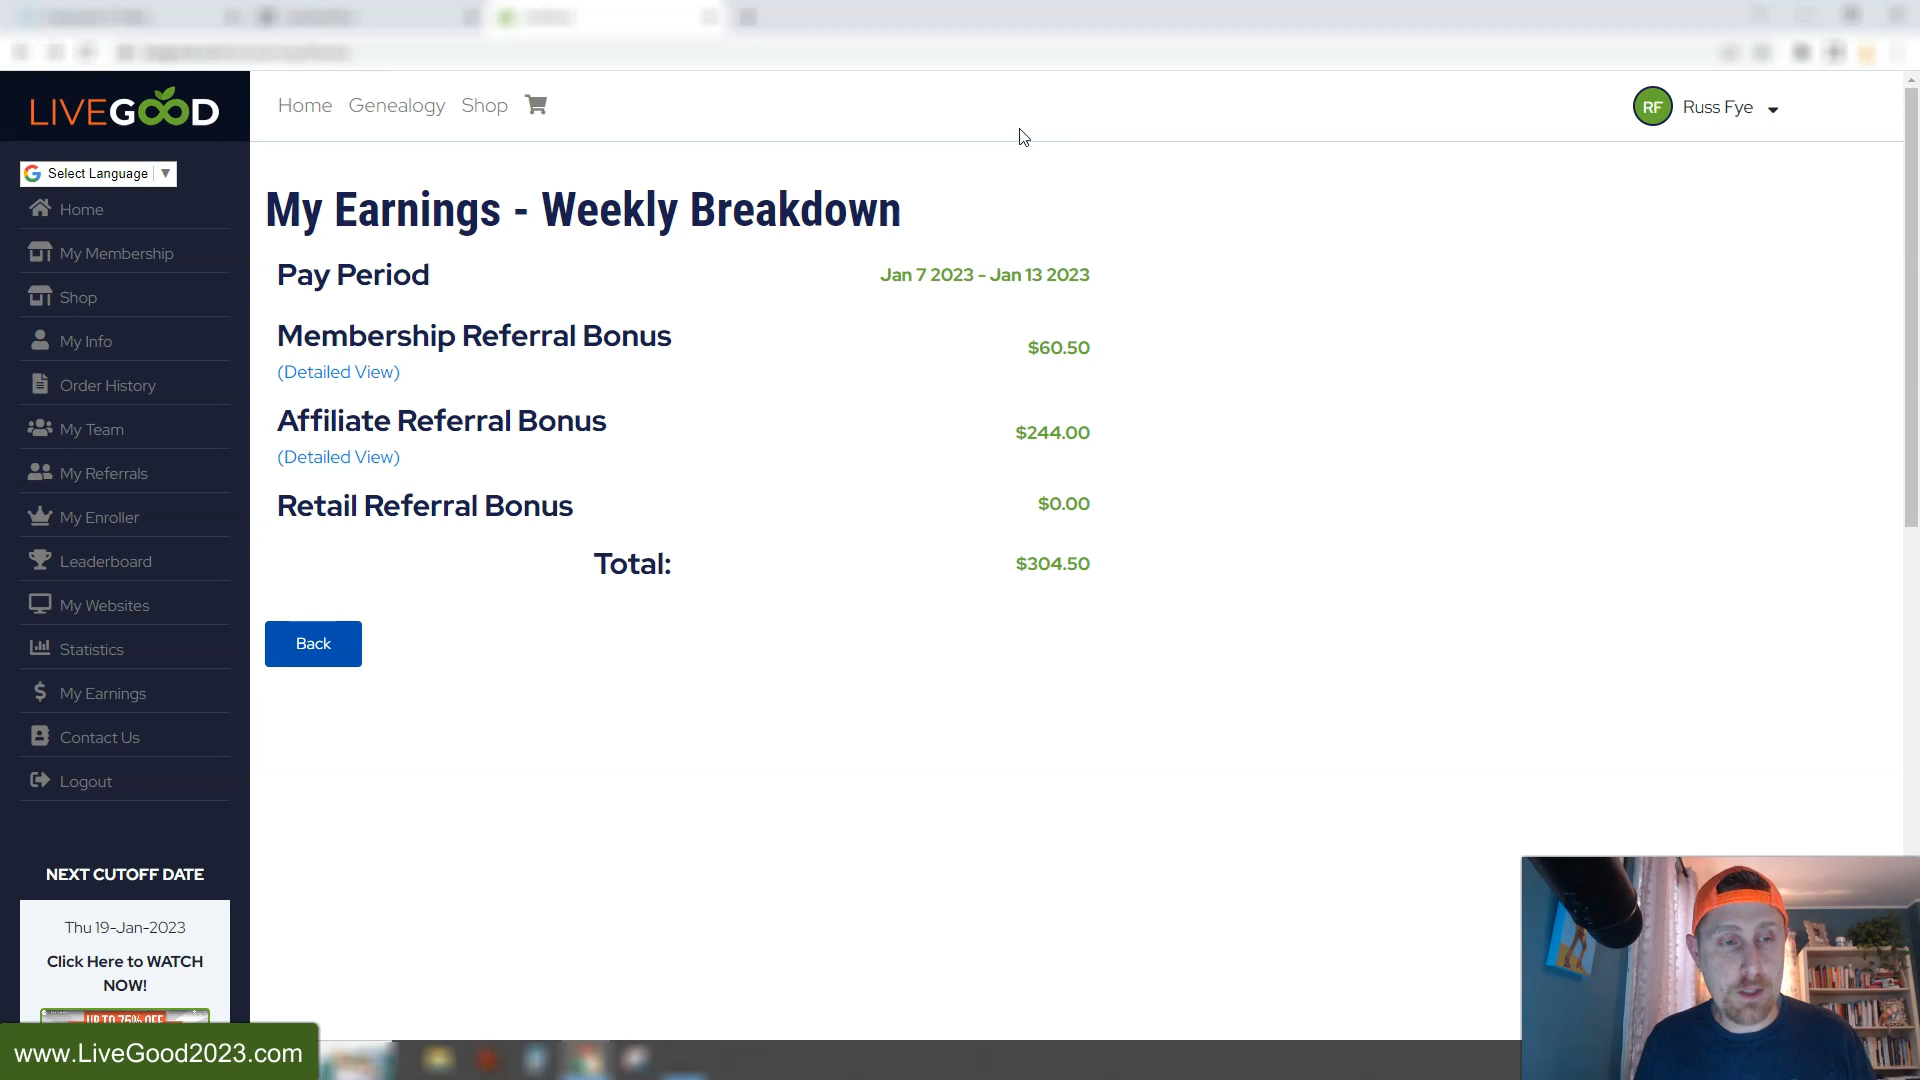 LIVEGOOD
Home Genealogy Shop
RF Russ Fye
Select Language ▼
Home
My Membership
Shop
My Info
Order History
My Team
My Referrals
My Enroller
Leaderboard
My Websites
Statistics
My Earnings
Contact Us
Logout
NEXT CUTOFF DATE
Thu 19-Jan-2023
Click Here to WATCH
NOW!
UP TO 75% OFF
www.LiveGood2023.com
My Earnings - Weekly Breakdown
Pay Period Jan 7 2023 - Jan 13 2023
Membership Referral Bonus $60.50
(Detailed View)
Affiliate Referral Bonus $244.00
(Detailed View)
Retail Referral Bonus $0.00
Total: $304.50
Back